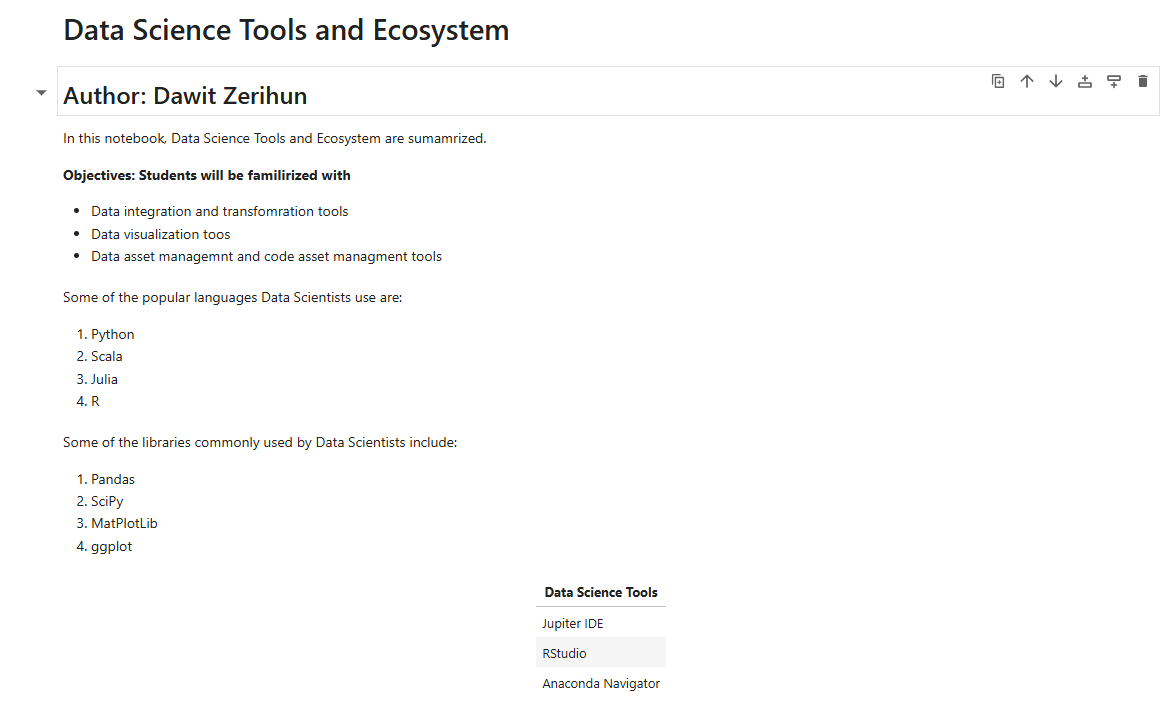 Data Science Tools and Ecosystem
Author: Dawit Zerihun
In this notebook, Data Science Tools and Ecosystem are sumamrized.
Objectives: Students will be familirized with
• Data integration and transfomration tools
• Data visualization toos
• Data asset managemnt and code asset managment tools
Some of the popular languages Data Scientists use are:
1. Python
2. Scala
3. Julia
4. R
Some of the libraries commonly used by Data Scientists include:
1. Pandas
2. SciPy
3. MatPlotLib
4. ggplot
Data Science Tools
Jupiter IDE
RStudio
Anaconda Navigator